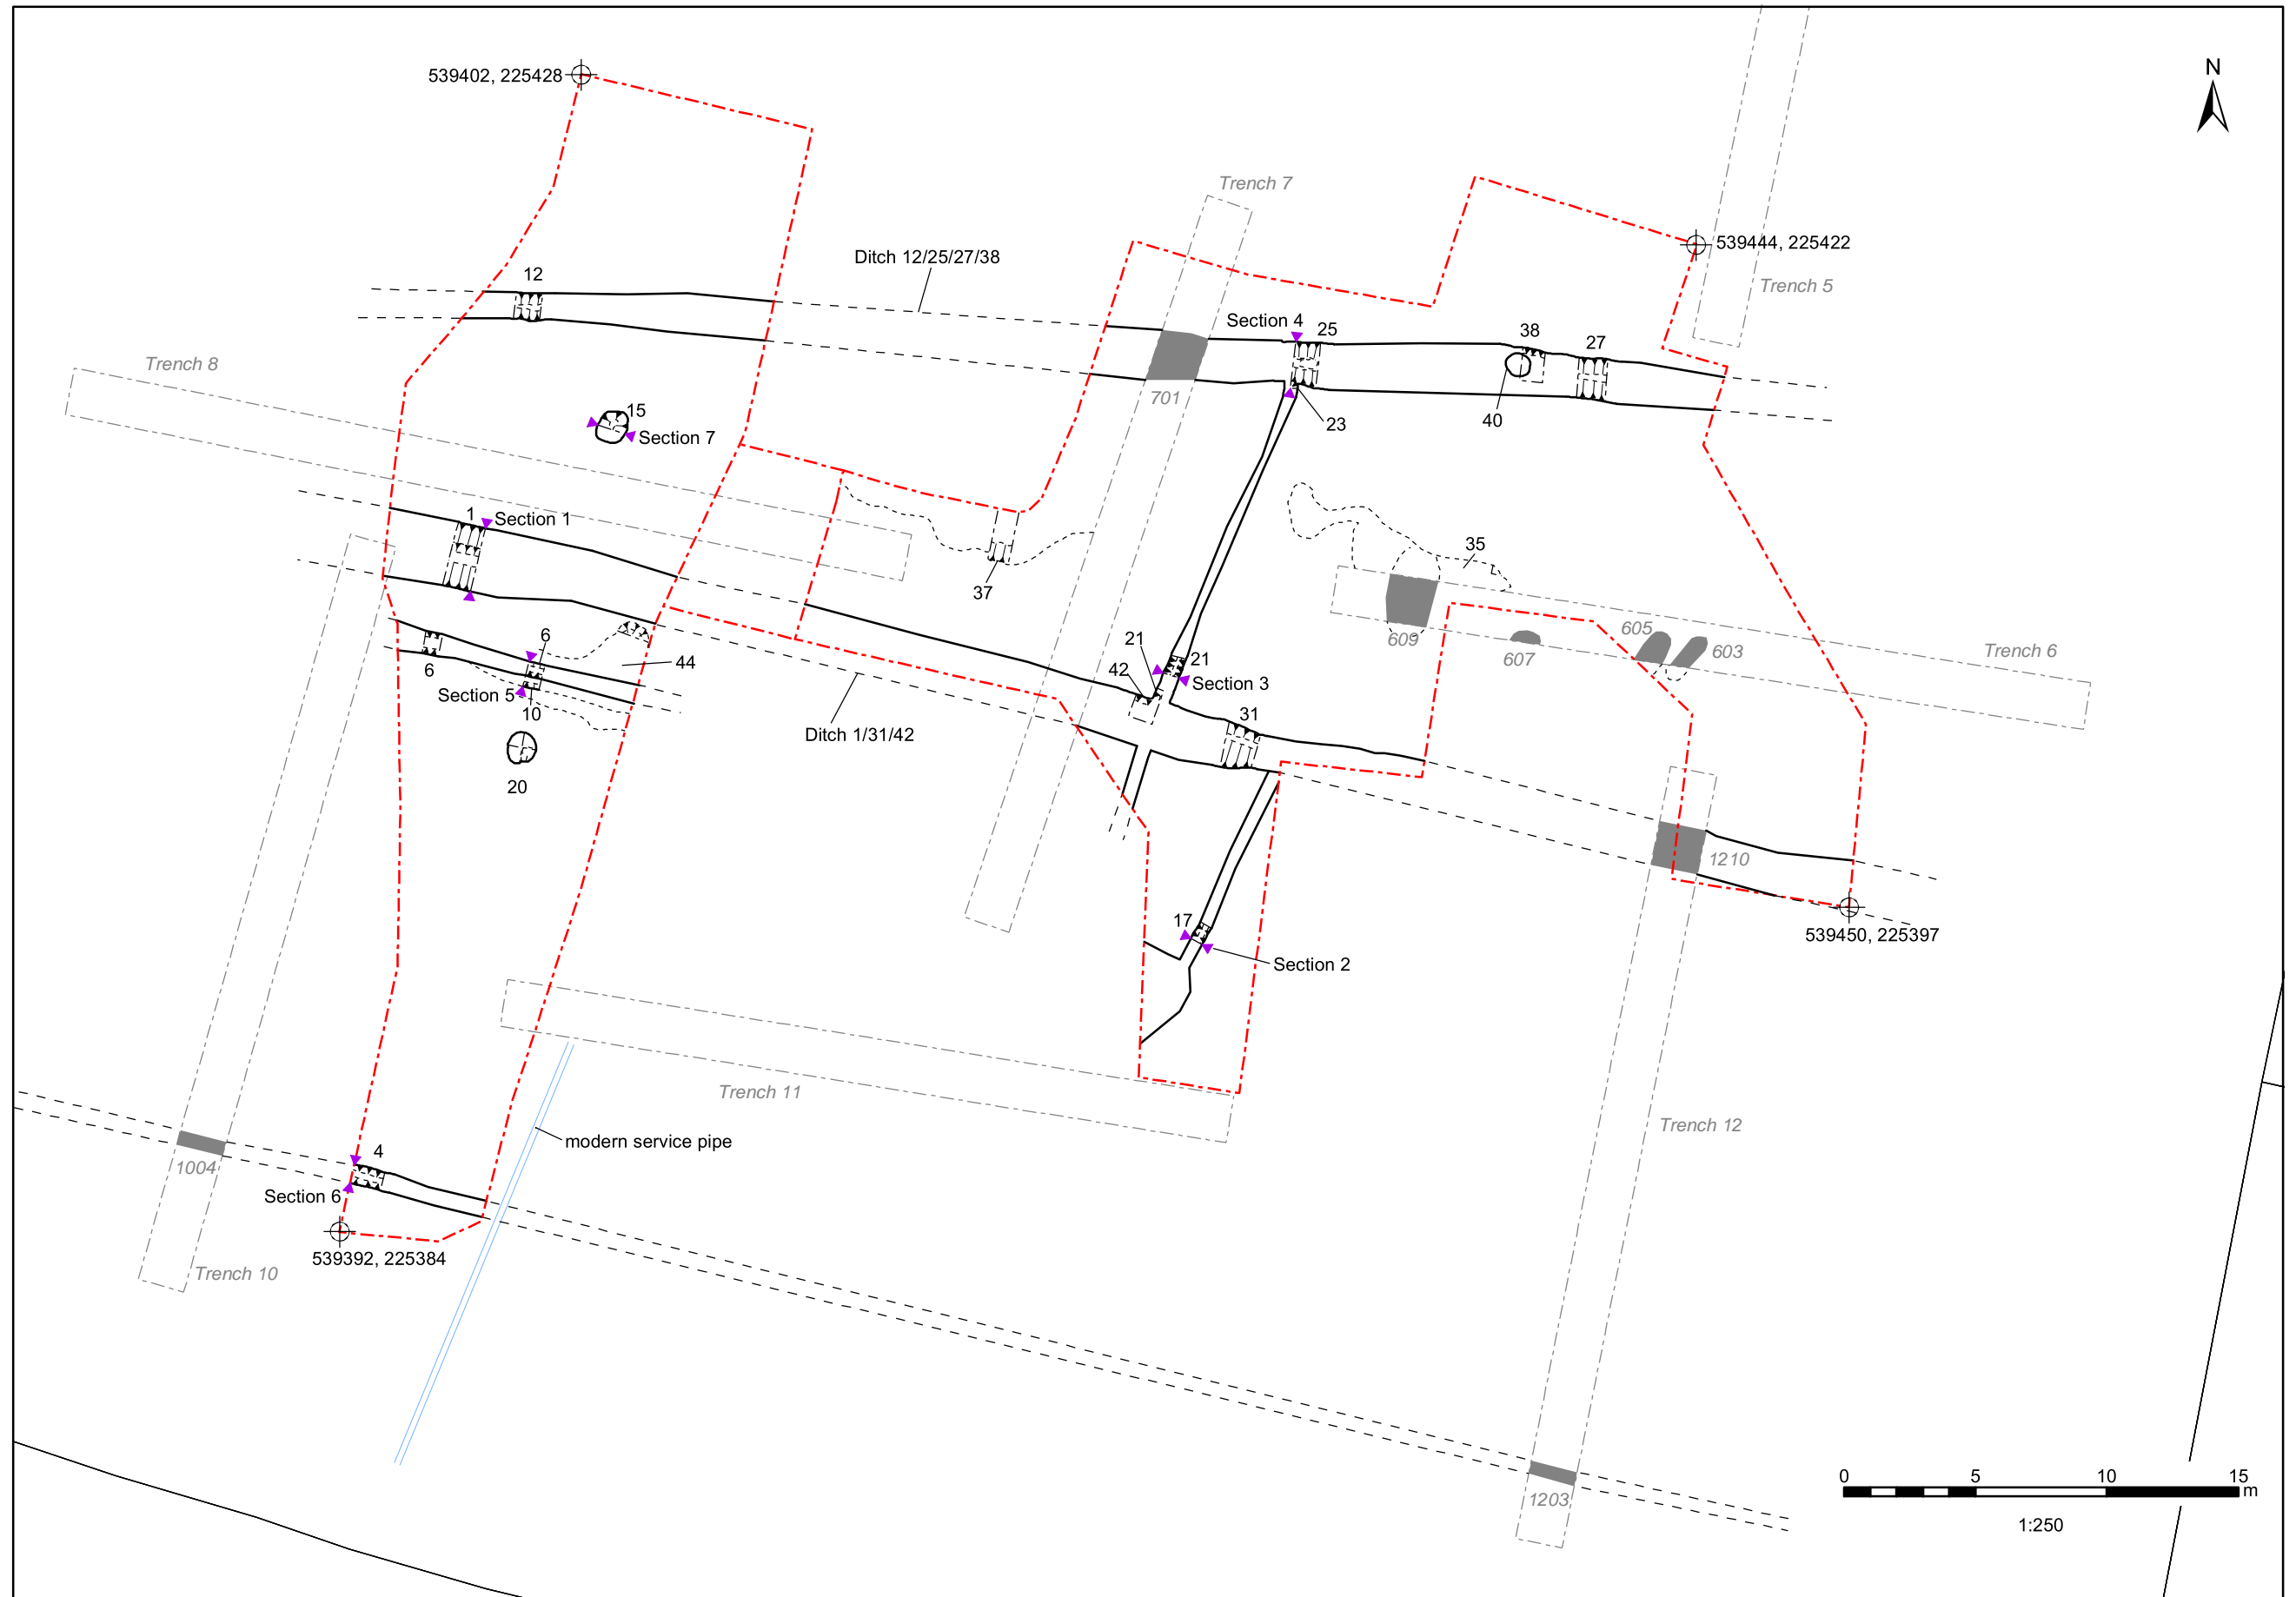 539402, 225428
N
Trench 7
539444, 225422
Ditch 12/25/27/38
12
Trench 5
Section 4
25
38
27
Trench 8
701
23
40
15
Section 7
1
Section 1
35
37
605
609
607
603
Trench 6
6
21
42
21
Section 3
44
6
Section 5
10
31
Ditch 1/31/42
20
1210
17
539450, 225397
Section 2
Trench 11
Trench 12
modern service pipe
4
1004
Section 6
539392, 225384
Trench 10
0 5 10 15
m
1203
1:250